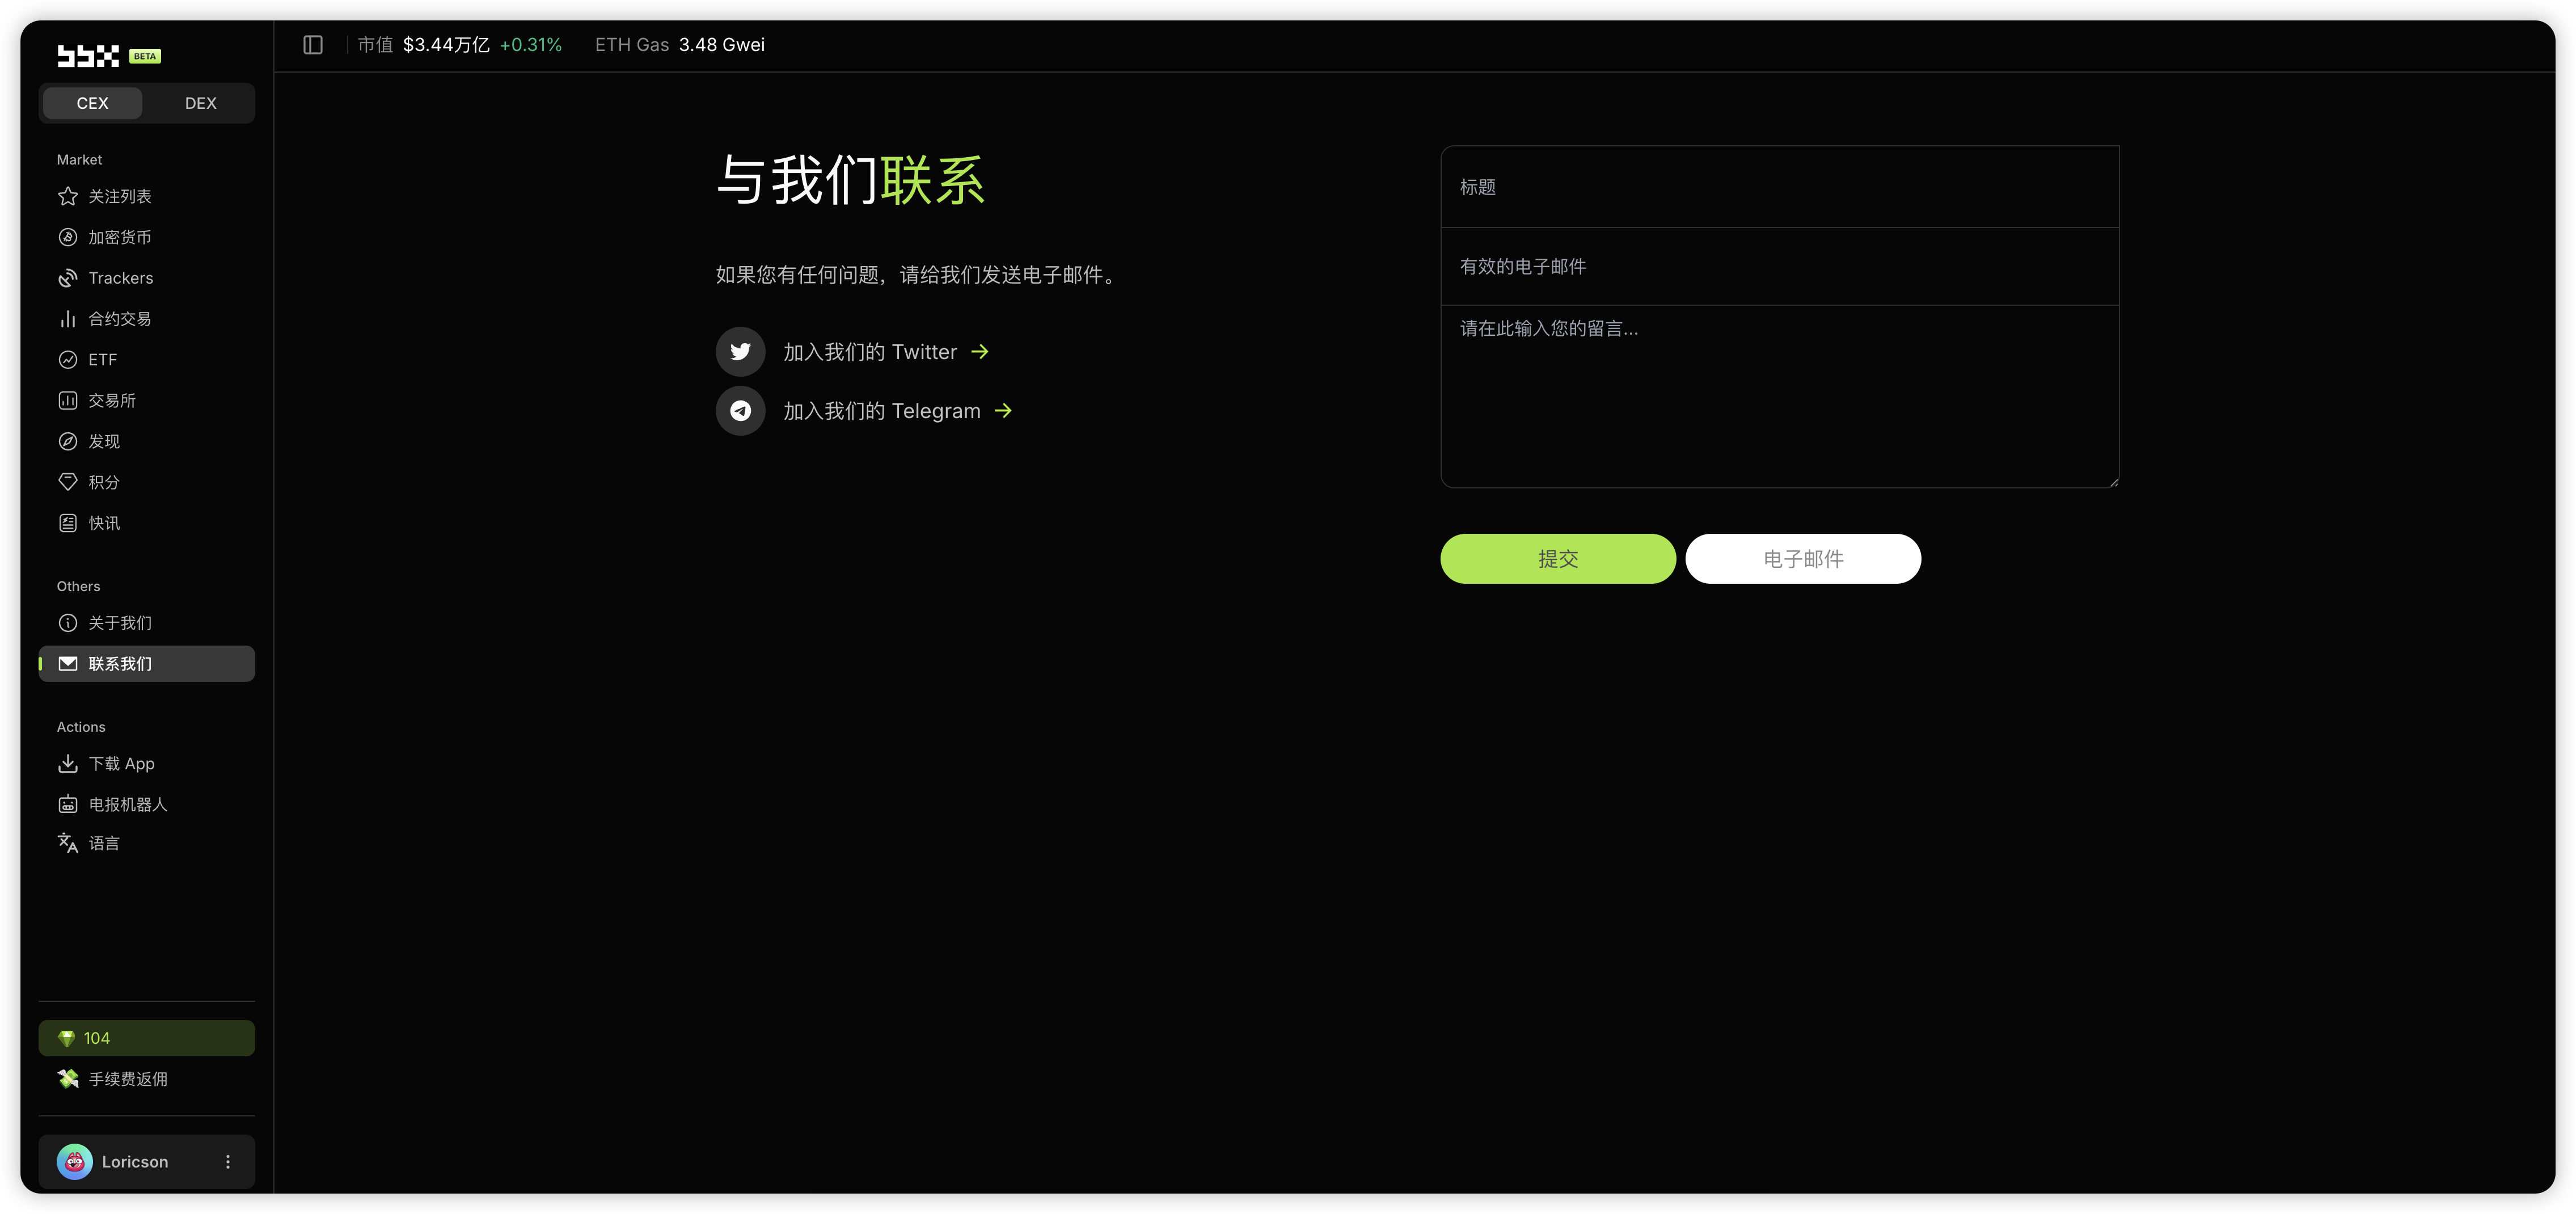 bbx BETA
CEX DEX
Market
关注列表
加密货币
Trackers
合约交易
ETF
交易所
发现
积分
快讯
Others
关于我们
联系我们
Actions
下载 App
电报机器人
语言
104
手续费返佣
Loricson
市值 $3.44万亿 +0.31% ETH Gas 3.48 Gwei
与我们联系
如果您有任何问题，请给我们发送电子邮件。
加入我们的 Twitter →
加入我们的 Telegram →
标题
有效的电子邮件
请在此输入您的留言...
提交 电子邮件